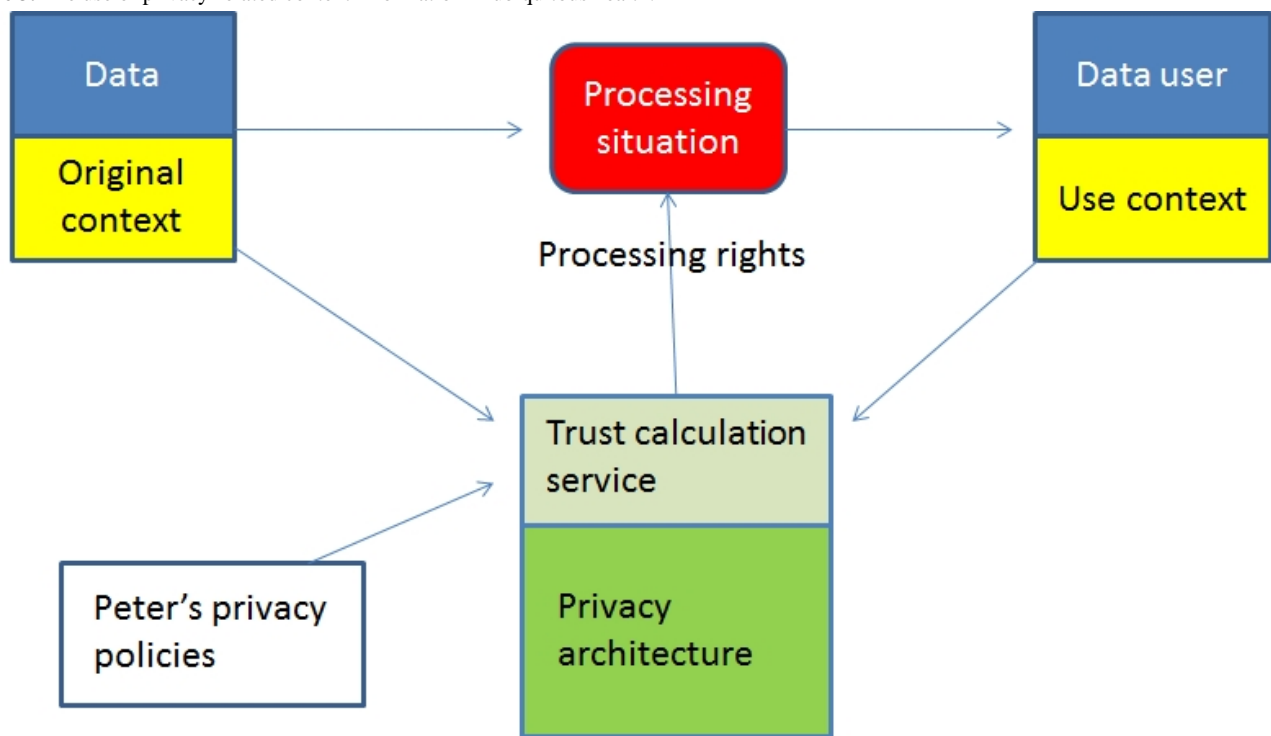 Data
Original
context
Processing
situation
Data user
Use context
Processing rights
Trust calculation
service
Peter’s privacy
policies
Privacy
architecture